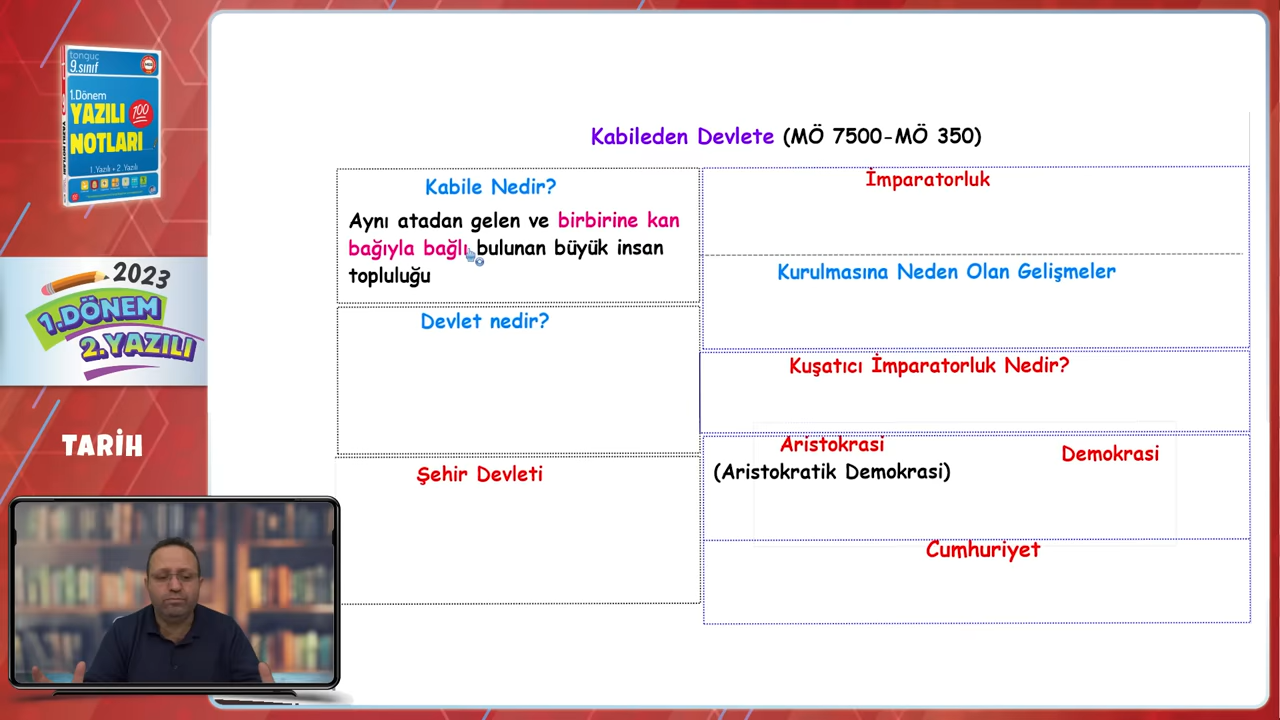 tonguç
9.sınıf
1.Dönem
YAZILI
100
NOTLARI
1.Yazılı + 2.Yazılı
YAZILI NOTLARI
2023
1.DÖNEM
2.YAZILI
TARİH
Kabileden Devlete (MÖ 7500-MÖ 350)
Kabile Nedir?
Aynı atadan gelen ve birbirine kan
bağıyla bağlı bulunan büyük insan
topluluğu
Devlet nedir?
Şehir Devleti
İmparatorluk
Kurulmasına Neden Olan Gelişmeler
Kuşatıcı İmparatorluk Nedir?
Aristokrasi
(Aristokratik Demokrasi)
Demokrasi
Cumhuriyet